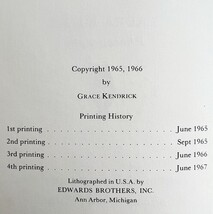 Copyright 1965, 1966
by
GRACE KENDRICK
Printing History
1st printing . . . . . . . . . . . . . . . . . . . . June 1965
2nd printing . . . . . . . . . . . . . . . . . . . . Sept 1965
3rd printing . . . . . . . . . . . . . . . . . . . . June 1966
4th printing . . . . . . . . . . . . . . . . . . . . June 1967
Lithographed in U.S.A. by
EDWARDS BROTHERS, INC.
Ann Arbor, Michigan